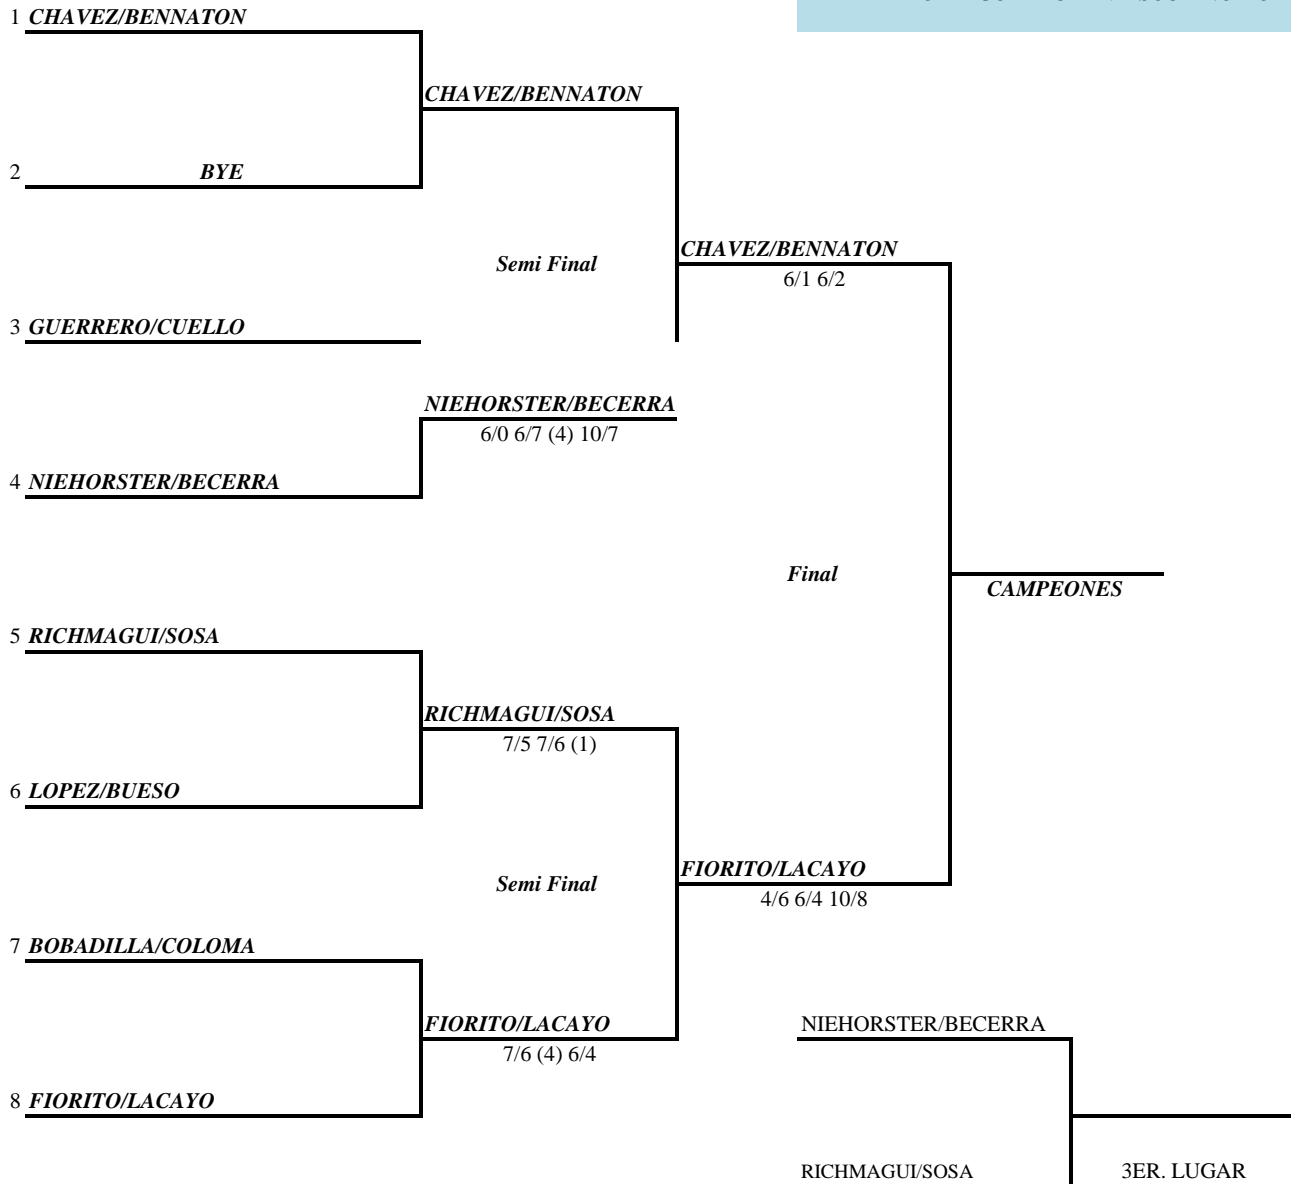 1 CHAVEZ/BENNATON
CHAVEZ/BENNATON
2 BYE
Semi Final
CHAVEZ/BENNATON
6/1 6/2
3 GUERRERO/CUELLO
NIEHORSTER/BECERRA
6/0 6/7 (4) 10/7
4 NIEHORSTER/BECERRA
Final
CAMPEONES
5 RICHMAGUI/SOSA
RICHMAGUI/SOSA
7/5 7/6 (1)
6 LOPEZ/BUESO
Semi Final
FIORITO/LACAYO
4/6 6/4 10/8
7 BOBADILLA/COLOMA
FIORITO/LACAYO
7/6 (4) 6/4
NIEHORSTER/BECERRA
8 FIORITO/LACAYO
RICHMAGUI/SOSA
3ER. LUGAR